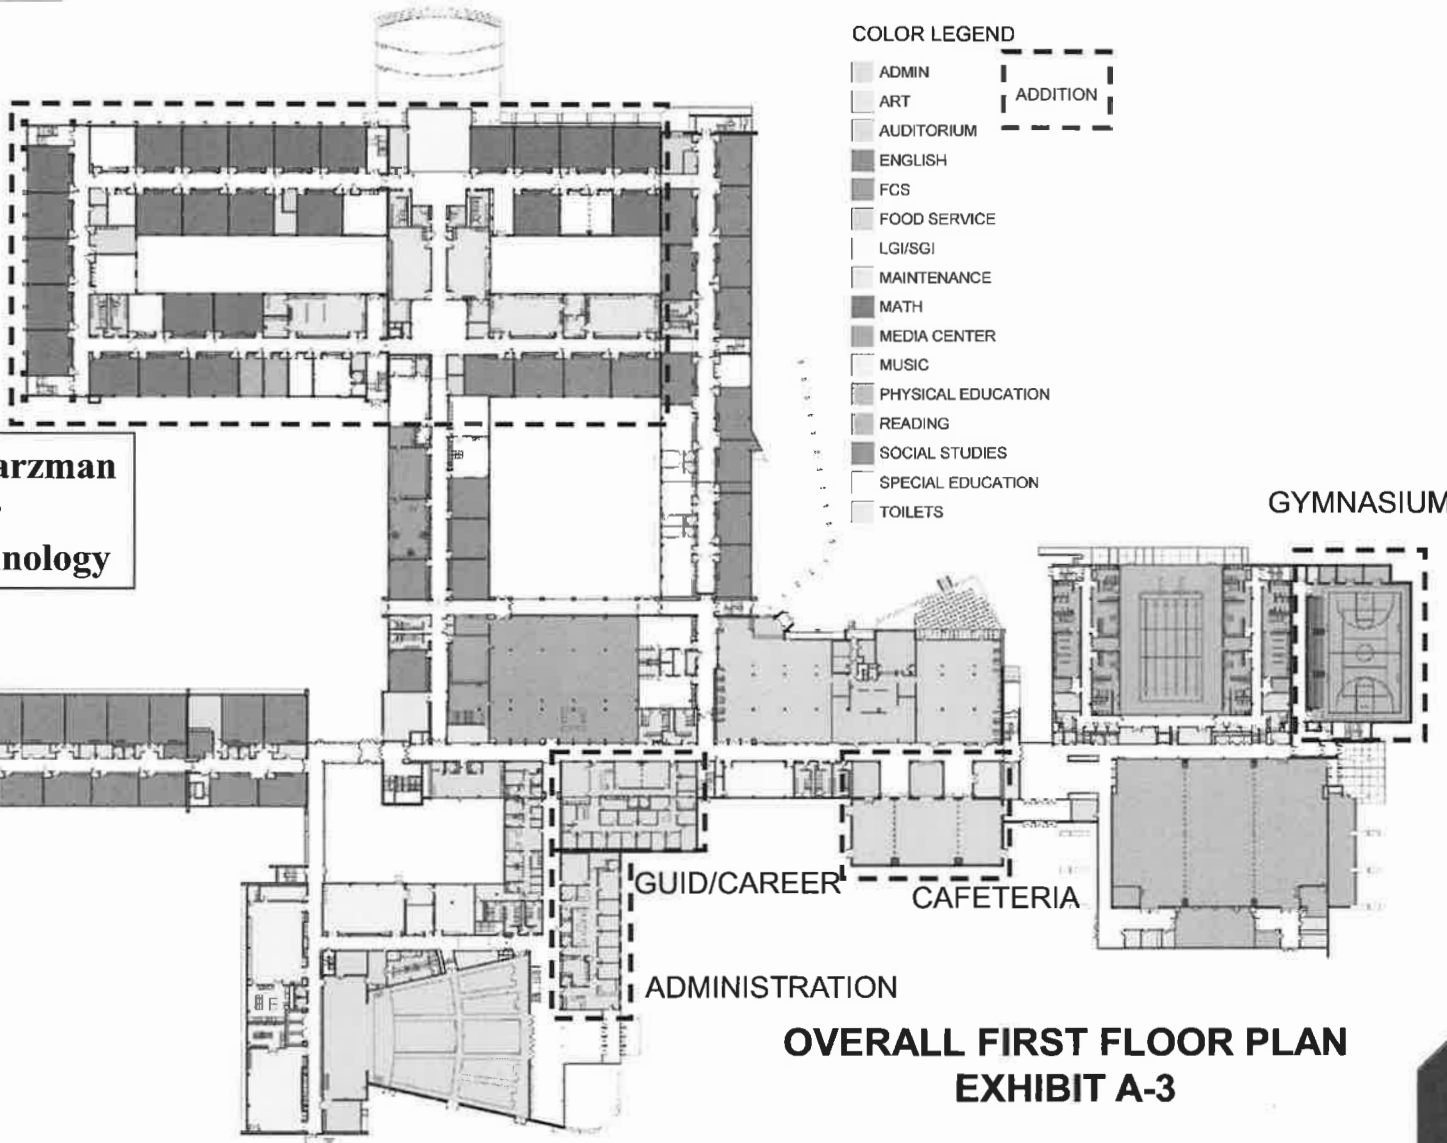 COLOR LEGEND
ADMIN
ART
AUDITORIUM
ENGLISH
FCS
FOOD SERVICE
LGI/SGI
MAINTENANCE
MATH
MEDIA CENTER
MUSIC
PHYSICAL EDUCATION
READING
SOCIAL STUDIES
SPECIAL EDUCATION
TOILETS
ADDITION
arzman
nology
GYMNASIUM
GUID/CAREER
CAFETERIA
ADMINISTRATION
OVERALL FIRST FLOOR PLAN
EXHIBIT A-3